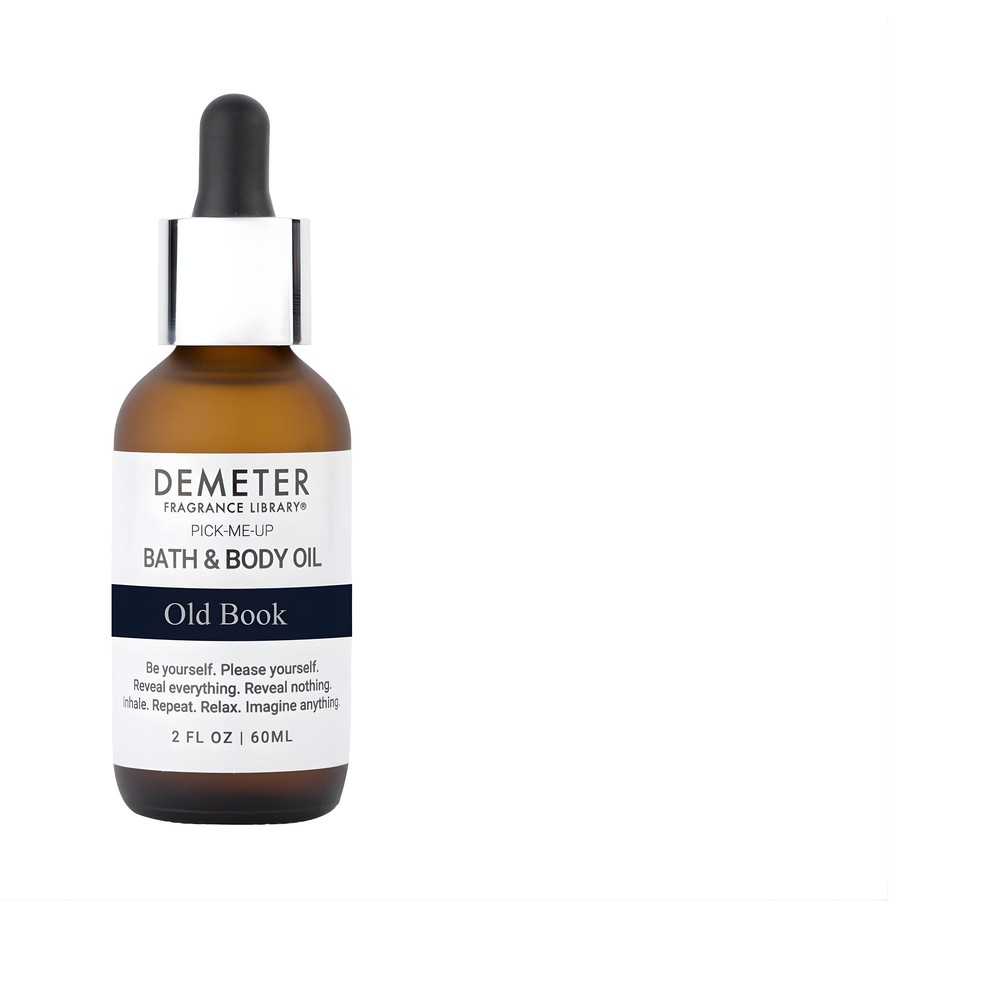 DEMETER
FRAGRANCE LIBRARY®
PICK-ME-UP
BATH & BODY OIL
Old Book
Be yourself. Please yourself.
Reveal everything. Reveal nothing.
Inhale. Repeat. Relax. Imagine anything.
2 FL OZ | 60ML